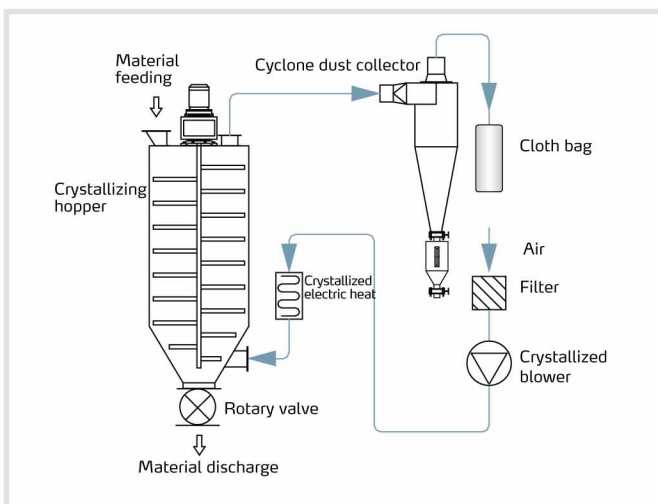 Material
feeding
Cyclone dust collector
Cloth bag
Crystallizing
hopper
Air
Crystallized
electric heat
Filter
Crystallized
blower
Rotary valve
Material discharge